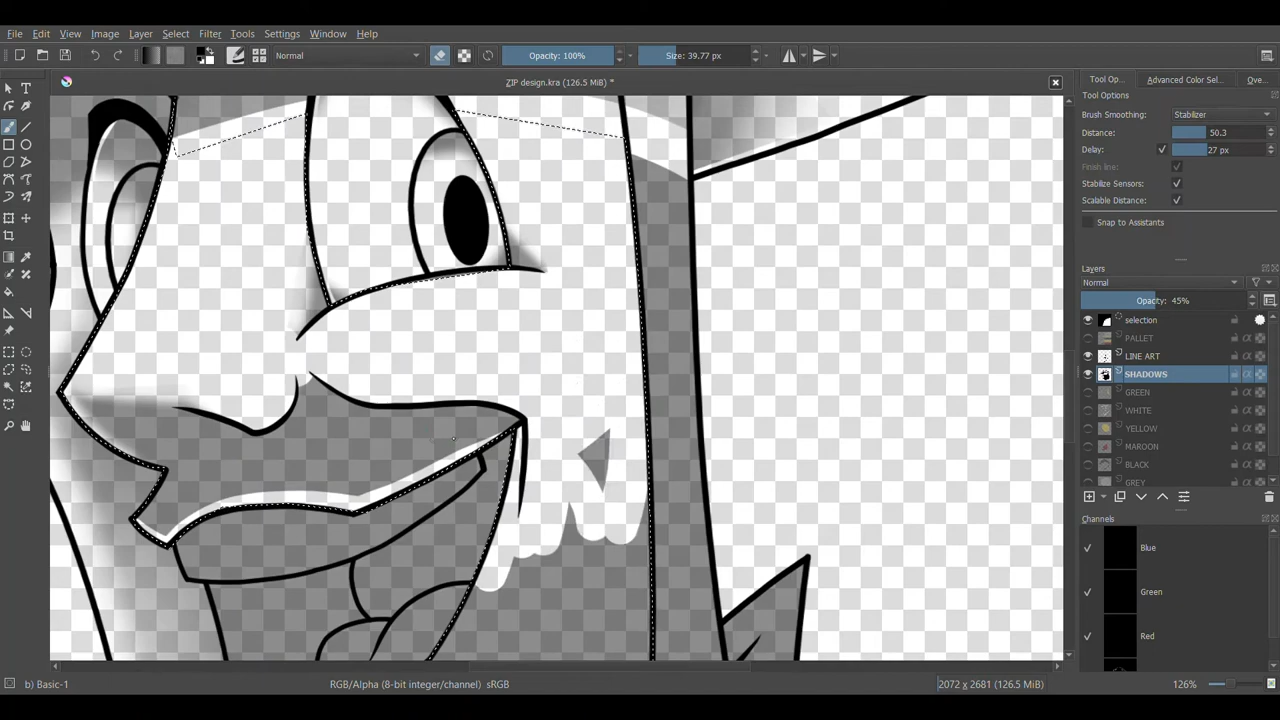 File Edit View Image Layer Select Filter Tools Settings Window Help
Normal Opacity: 100% Size: 39.77 px
ZIP design.kra (126.5 MiB) *
Tool Op... Advanced Color Sel... Ove...
Tool Options
Brush Smoothing: Stabilizer
Distance: 50.3
Delay: 27 px
Finish line:
Stabilize Sensors:
Scalable Distance:
Snap to Assistants
Layers
Normal
Opacity: 45%
selection
PALLET
LINE ART
SHADOWS
GREEN
WHITE
YELLOW
MAROON
BLACK
GREY
Channels
Blue
Green
Red
b) Basic-1 RGB/Alpha (8-bit integer/channel) sRGB 2072 x 2681 (126.5 MiB) 126%